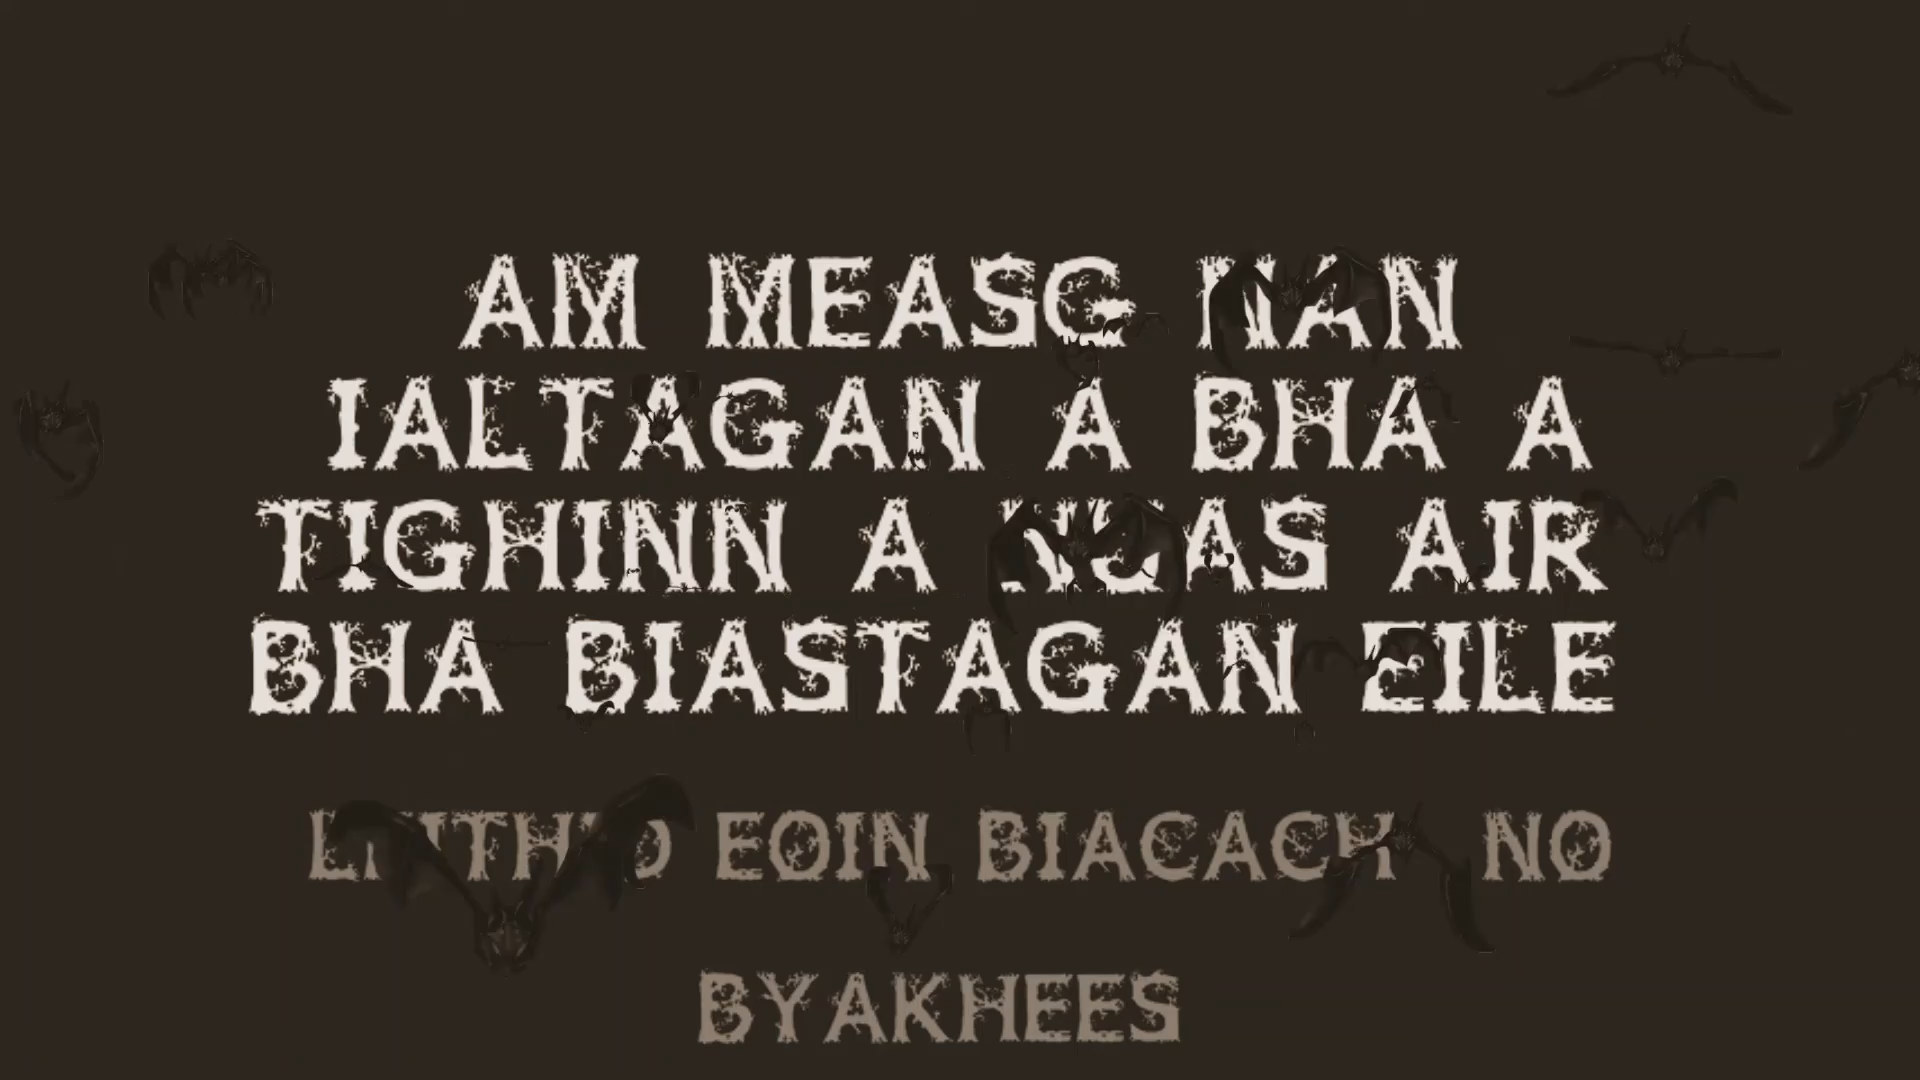 AM MEASG NAN
IALTAGAN A BHA A
TIGHINN A NUAS AIR
BHA BIASTAGAN EILE
EOIN BIACACH NO
BYAKHEES